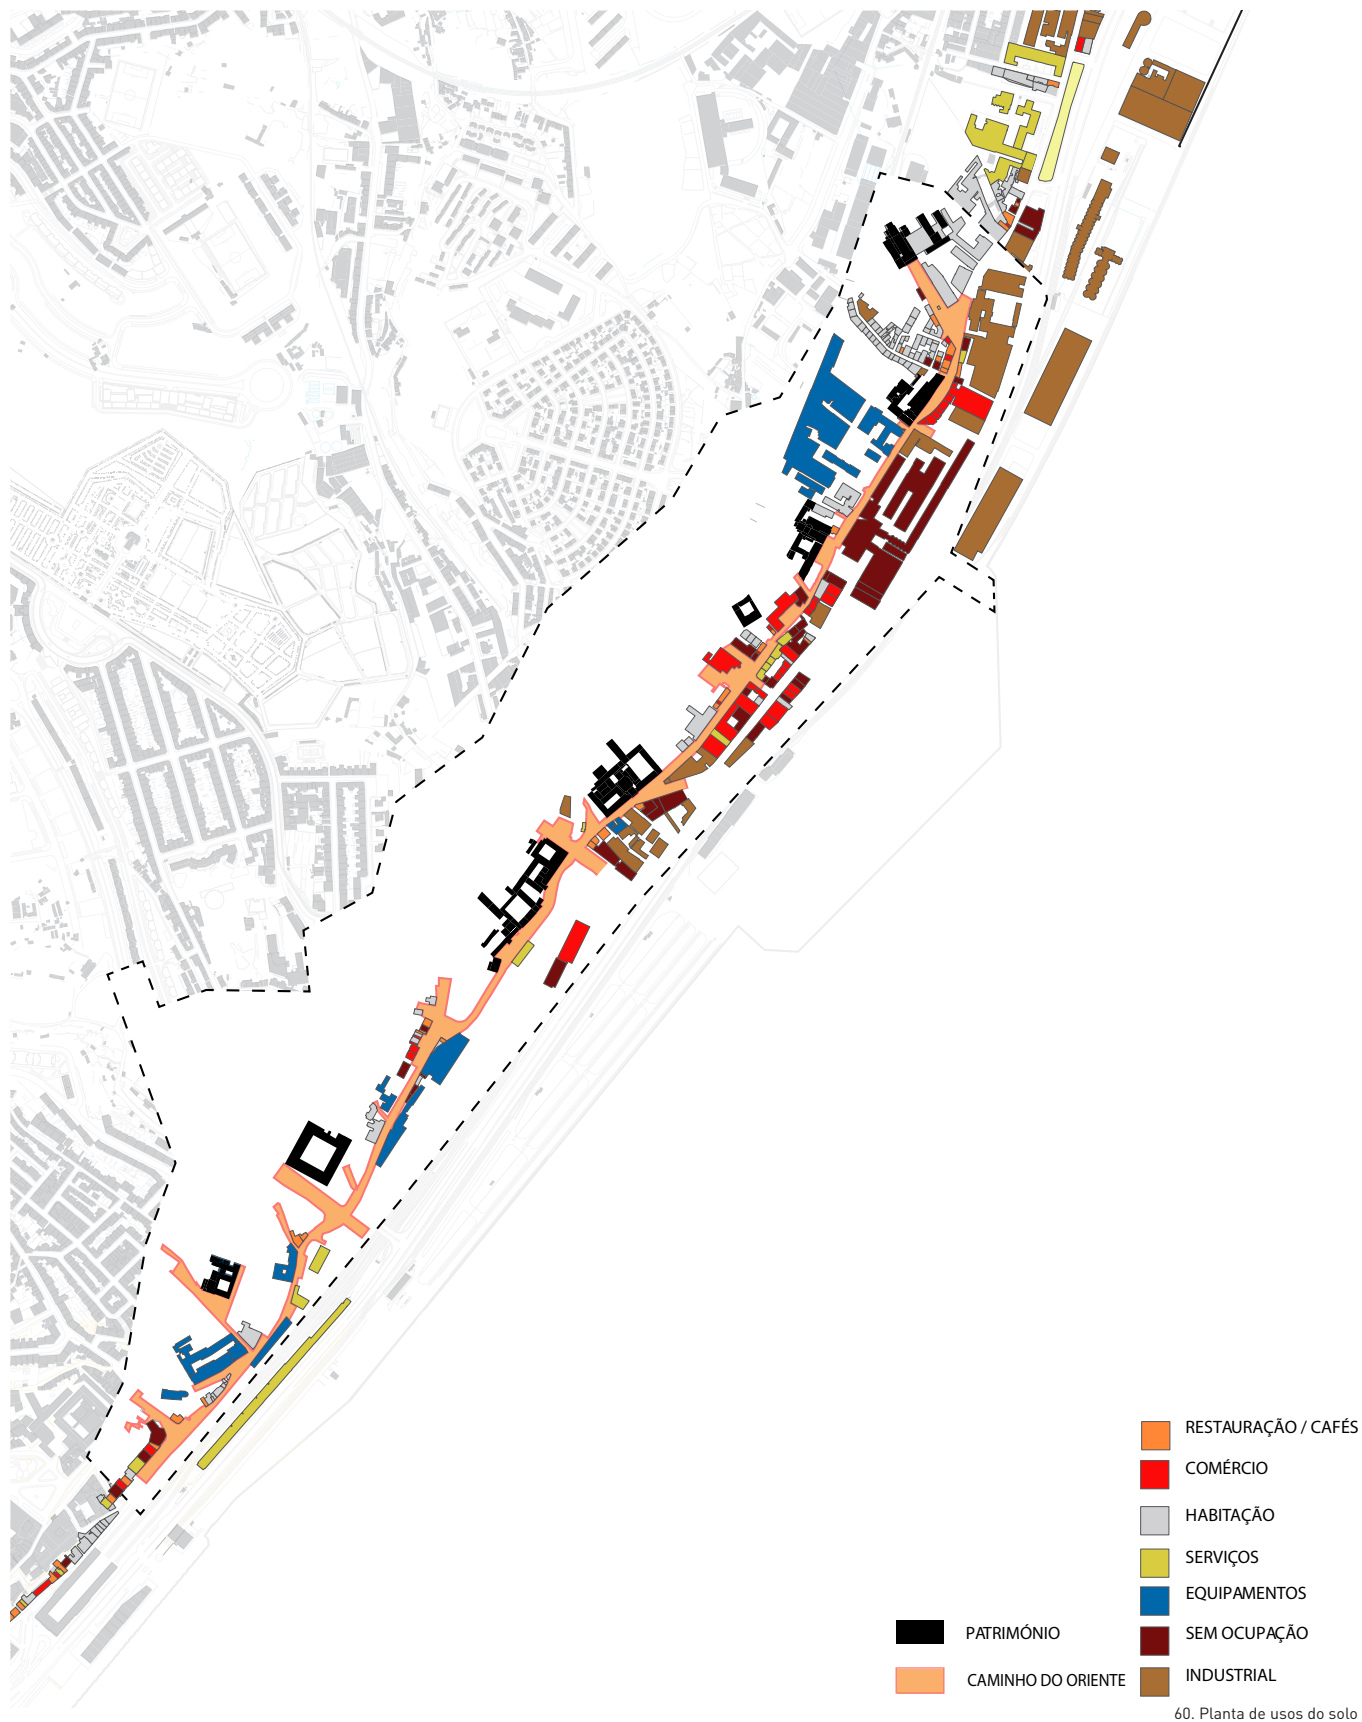 RESTAURAÇÃO / CAFÉS
COMÉRCIO
HABITAÇÃO
SERVIÇOS
EQUIPAMENTOS
SEM OCUPAÇÃO
INDUSTRIAL
PATRIMÓNIO
CAMINHO DO ORIENTE
60. Planta de usos do solo